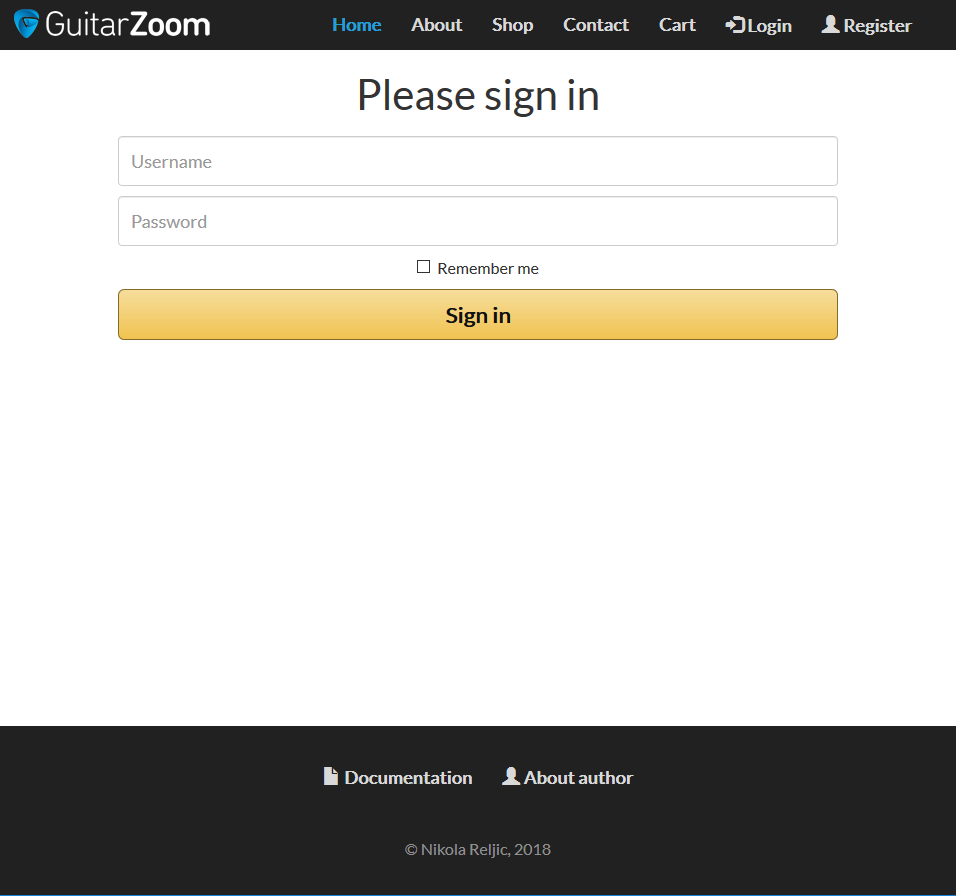 GuitarZoom Home About Shop Contact Cart Login Register
Please sign in
Username
Password
Remember me
Sign in
Documentation About author
© Nikola Reljic, 2018